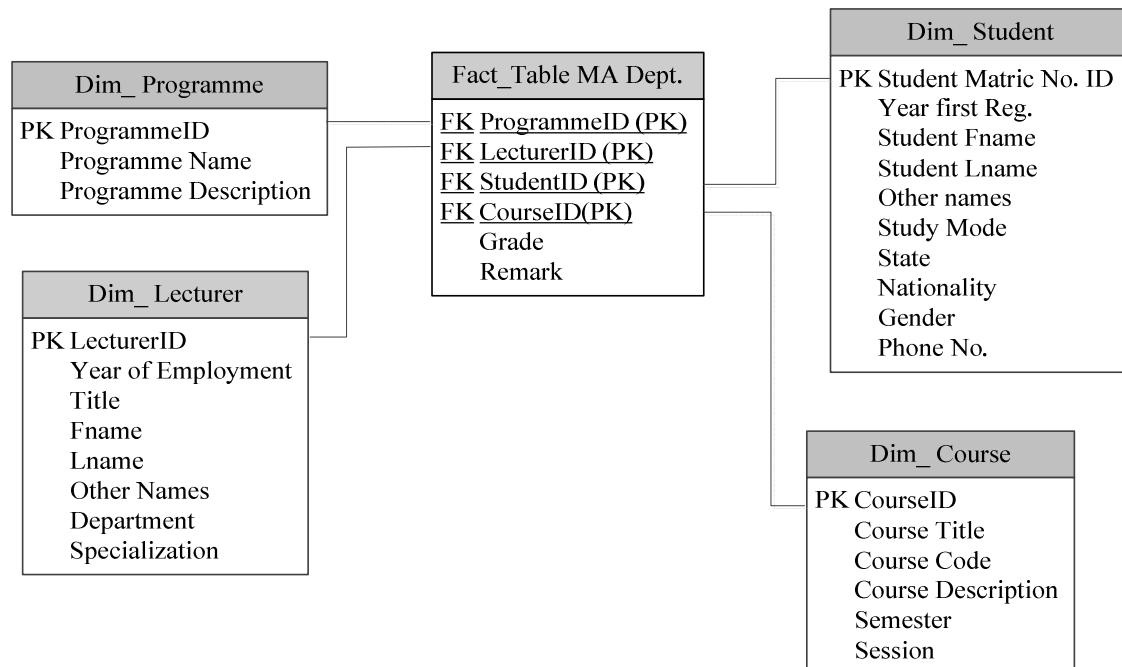 Dim_ Programme
PK ProgrammeID
Programme Name
Programme Description
Dim_ Lecturer
PK LecturerID
Year of Employment
Title
Fname
Lname
Other Names
Department
Specialization
Fact_Table MA Dept.
FK ProgrammeID (PK)
FK LecturerID (PK)
FK StudentID (PK)
FK CourseID(PK)
Grade
Remark
Dim_ Student
PK Student Matric No. ID
Year first Reg.
Student Fname
Student Lname
Other names
Study Mode
State
Nationality
Gender
Phone No.
Dim_ Course
PK CourseID
Course Title
Course Code
Course Description
Semester
Session